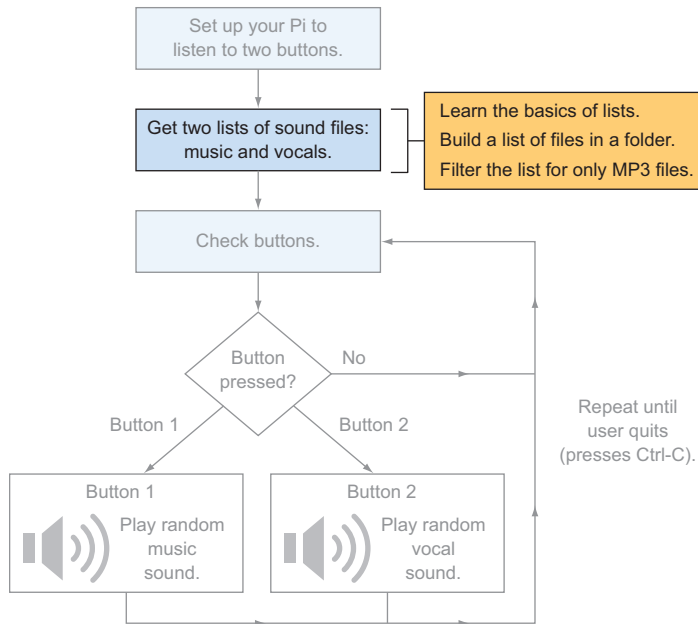 Set up your Pi to
listen to two buttons.
Get two lists of sound files:
music and vocals.
Learn the basics of lists.
Build a list of files in a folder.
Filter the list for only MP3 files.
Check buttons.
Button
pressed?
No
Button 1
Button 2
Repeat until
user quits
(presses Ctrl-C).
Button 1
Play random
music
sound.
Button 2
Play random
vocal
sound.